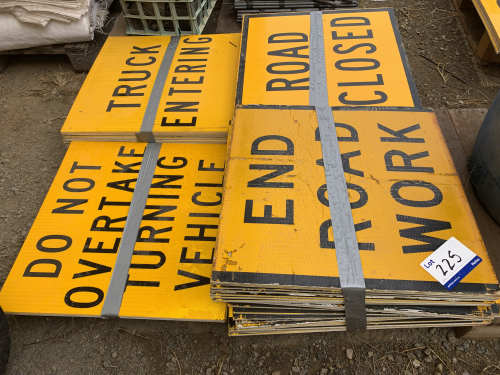 TRUCK
ENTERING
ROAD
CLOSED
DO NOT
OVERTAKE
TURNING
VEHICLE
END
ROAD
WORK
Lot
225